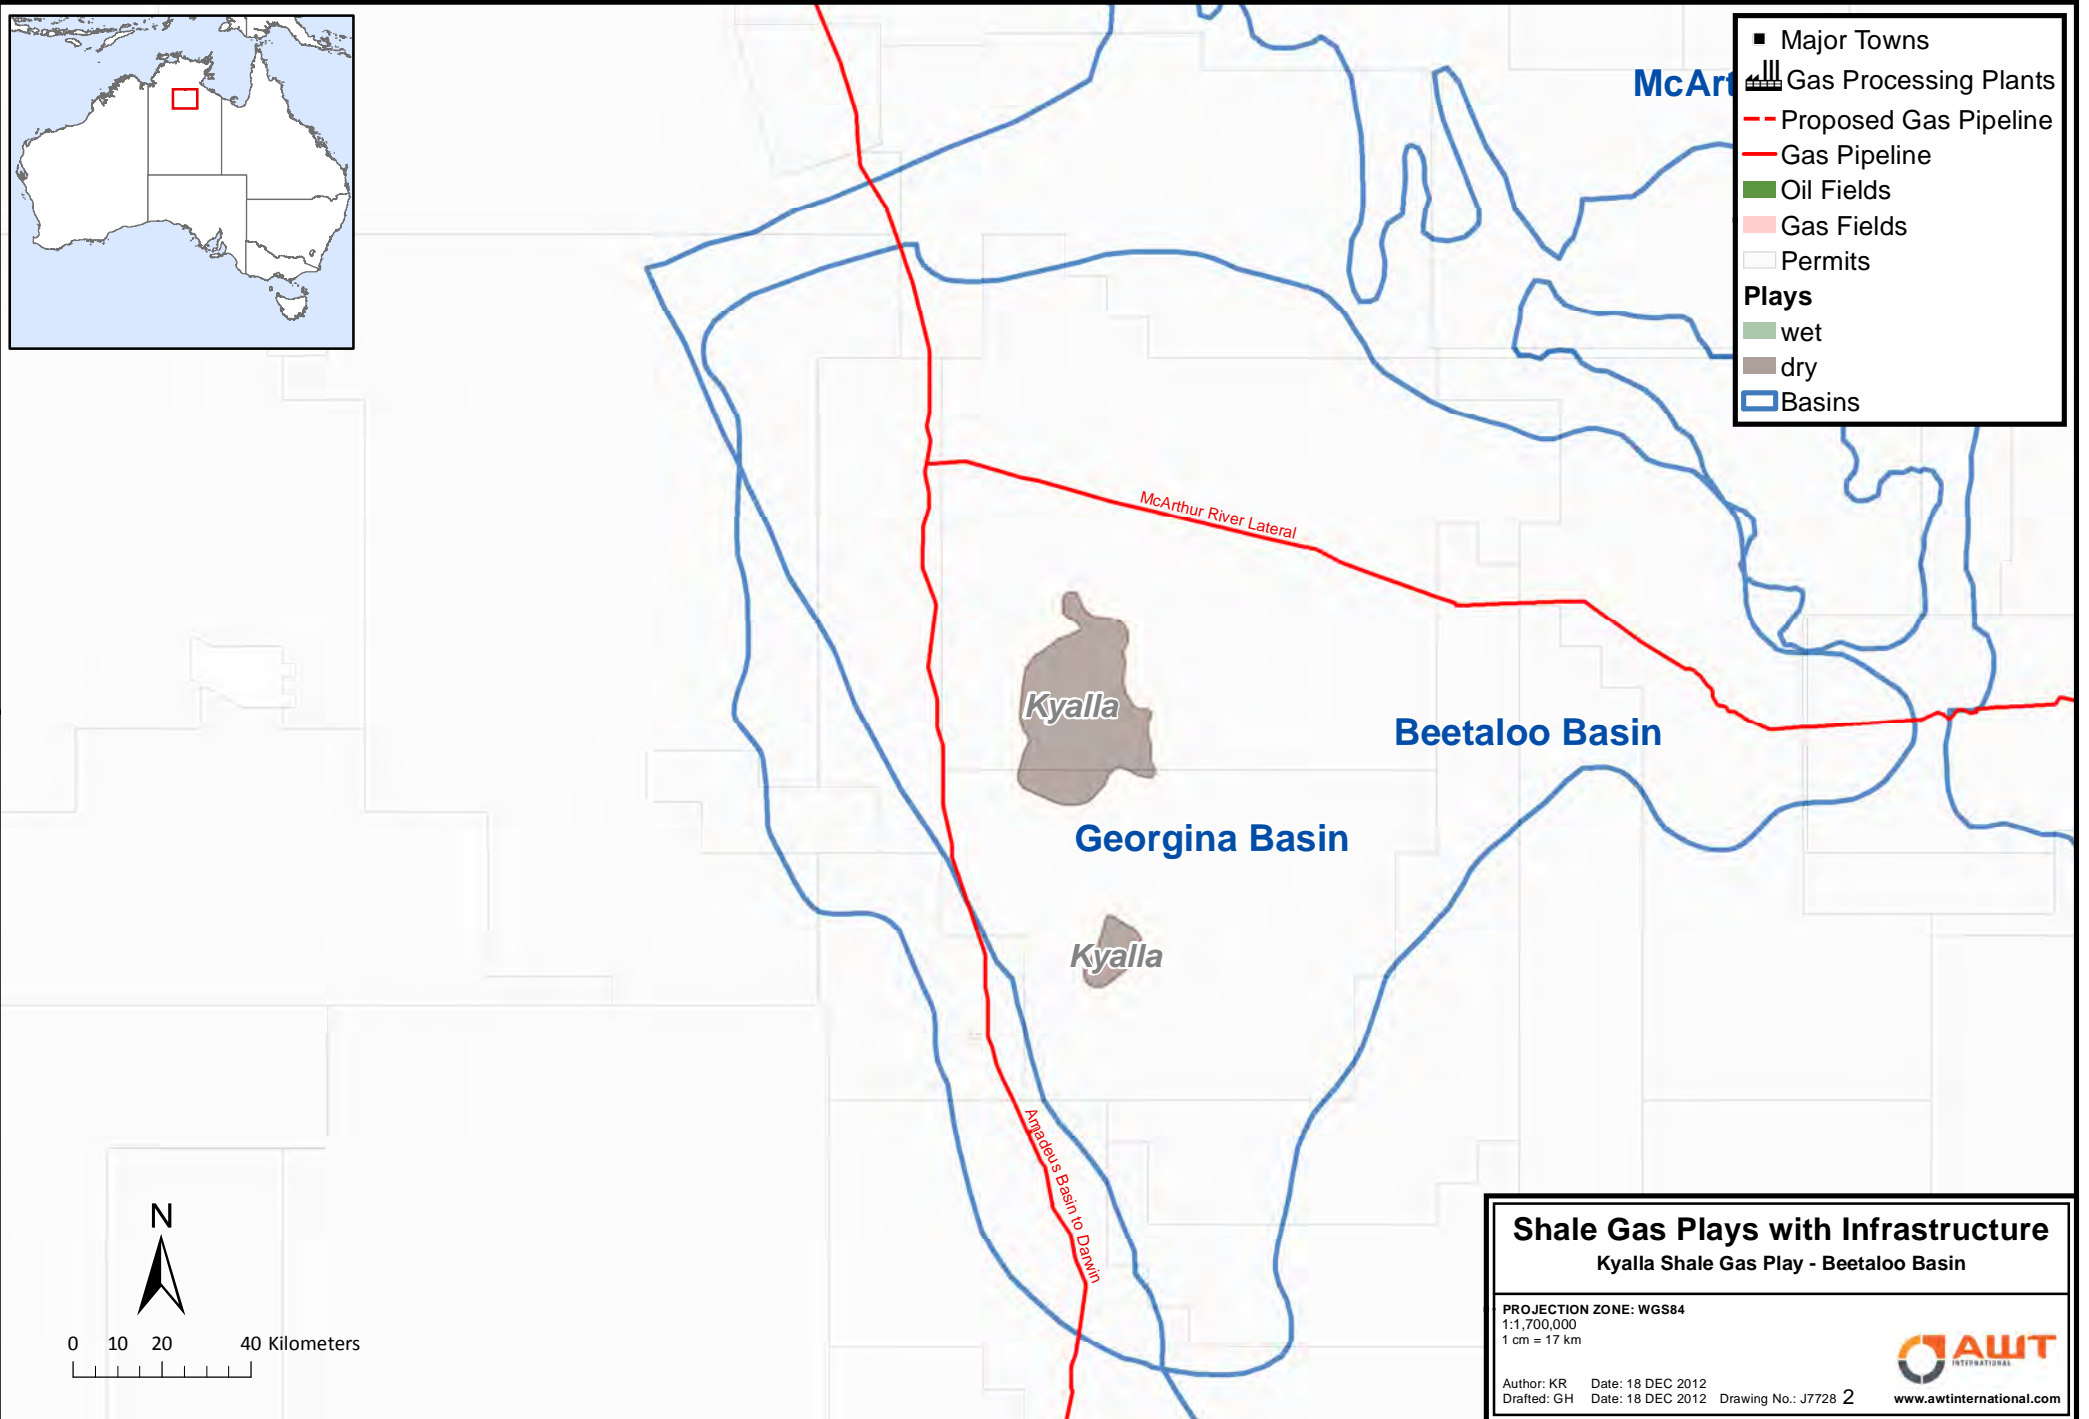 McArt
Major Towns
Gas Processing Plants
Proposed Gas Pipeline
Gas Pipeline
Oil Fields
Gas Fields
Permits
Plays
wet
dry
Basins
McArthur River Lateral
Kyalla
Beetaloo Basin
Georgina Basin
Kyalla
Amadeus Basin to Darwin
N
0 10 20 40 Kilometers
Shale Gas Plays with Infrastructure
Kyalla Shale Gas Play - Beetaloo Basin
PROJECTION ZONE: WGS84
1:1,700,000
1 cm = 17 km
AWT
INTERNATIONAL
Author: KR Date: 18 DEC 2012
Drafted: GH Date: 18 DEC 2012 Drawing No.: J7728 2
www.awtinternational.com